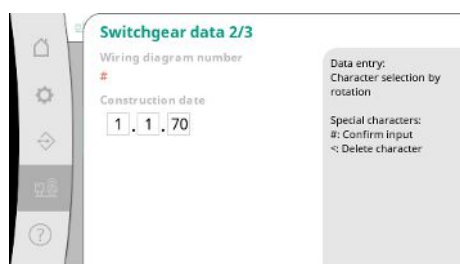 Switchgear data 2/3
Wiring diagram number
#
Construction date
1 . 1 . 70
Data entry:
Character selection by
rotation
Special characters:
#: Confirm input
<: Delete character
?